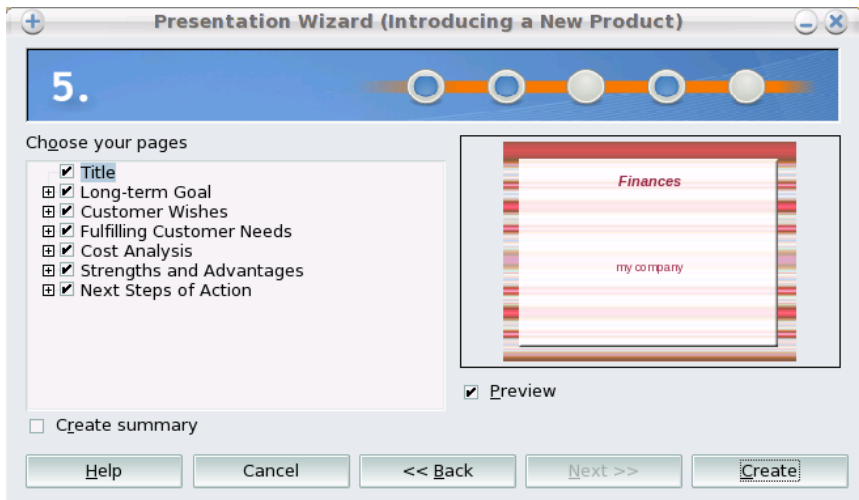 Presentation Wizard (Introducing a New Product)
5.
Choose your pages
Title
Long-term Goal
Customer Wishes
Fulfilling Customer Needs
Cost Analysis
Strengths and Advantages
Next Steps of Action
Finances
my company
Preview
Create summary
Help
Cancel
<< Back
Next >>
Create